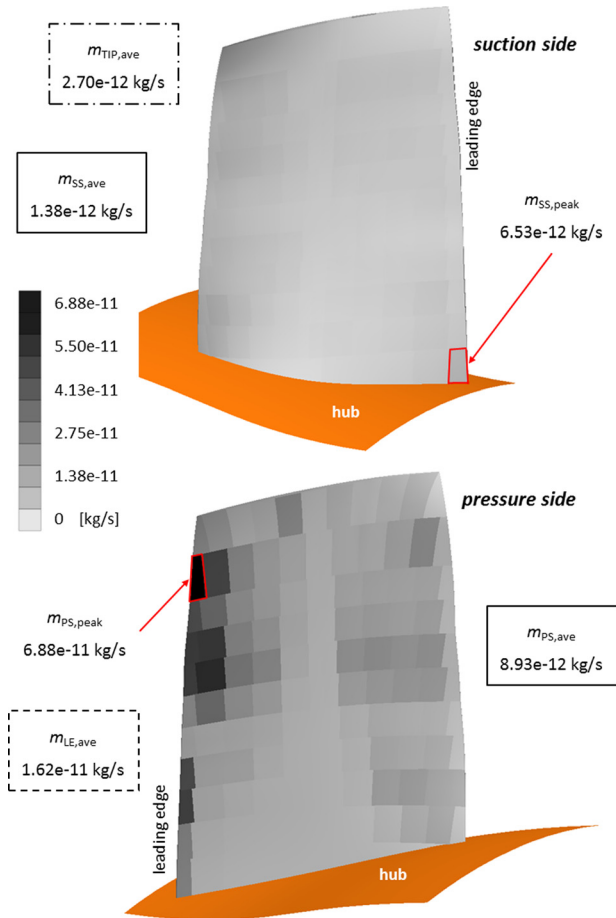 suction side
mTIP,ave
2.70e-12 kg/s
leading edge
mSS,ave
1.38e-12 kg/s
mSS,peak
6.53e-12 kg/s
6.88e-11
5.50e-11
4.13e-11
2.75e-11
1.38e-11
0 [kg/s]
hub
pressure side
mPS,peak
6.88e-11 kg/s
mPS,ave
8.93e-12 kg/s
mLE,ave
1.62e-11 kg/s
leading edge
hub